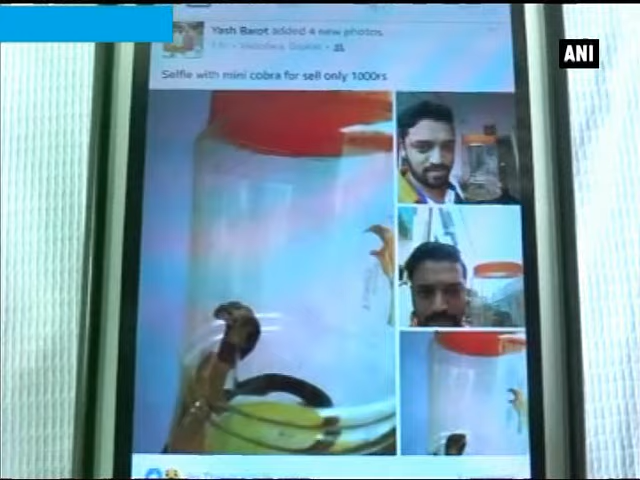 ANI
Yash Barot added 4 new photos.
Selfie with mini cobra for sell only 1000rs